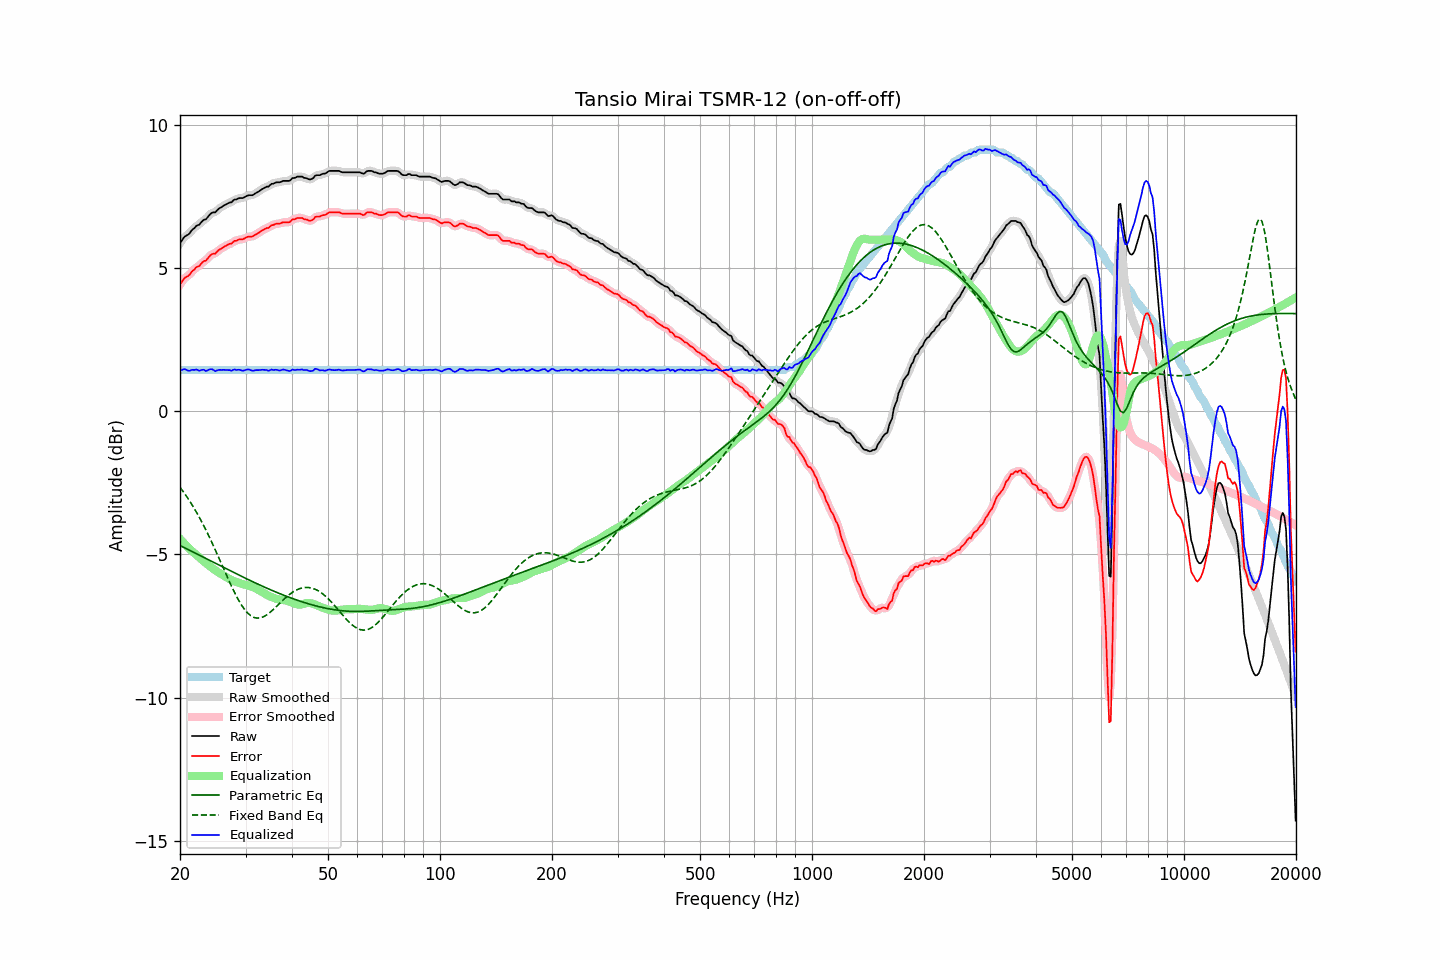 Tansio Mirai TSMR-12 (on-off-off)
10
5
0
−5
−10
−15
Amplitude (dBr)
Target
Raw Smoothed
Error Smoothed
Raw
Error
Equalization
Parametric Eq
Fixed Band Eq
Equalized
20
50
100
200
500
1000
2000
5000
10000
20000
Frequency (Hz)